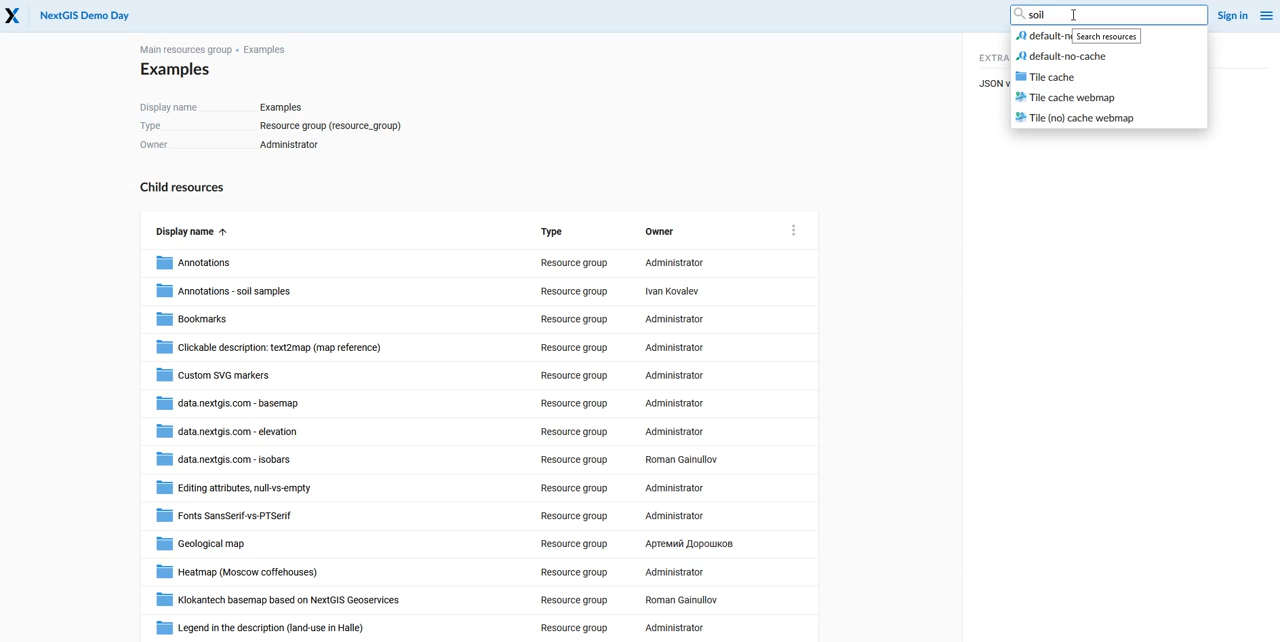 X NextGIS Demo Day
soil
Sign in
default-n
Search resources
default-no-cache
Tile cache
Tile cache webmap
Tile (no) cache webmap
EXTRA
JSON v
Main resources group • Examples
Examples
Display name Examples
Type Resource group (resource_group)
Owner Administrator
Child resources
Display name ↑ Type Owner
Annotations Resource group Administrator
Annotations - soil samples Resource group Ivan Kovalev
Bookmarks Resource group Administrator
Clickable description: text2map (map reference) Resource group Administrator
Custom SVG markers Resource group Administrator
data.nextgis.com - basemap Resource group Administrator
data.nextgis.com - elevation Resource group Administrator
data.nextgis.com - isobars Resource group Roman Gainullov
Editing attributes, null-vs-empty Resource group Administrator
Fonts SansSerif-vs-PTSerif Resource group Administrator
Geological map Resource group Артемий Дорошков
Heatmap (Moscow coffehouses) Resource group Administrator
Klokantech basemap based on NextGIS Geoservices Resource group Roman Gainullov
Legend in the description (land-use in Halle) Resource group Administrator